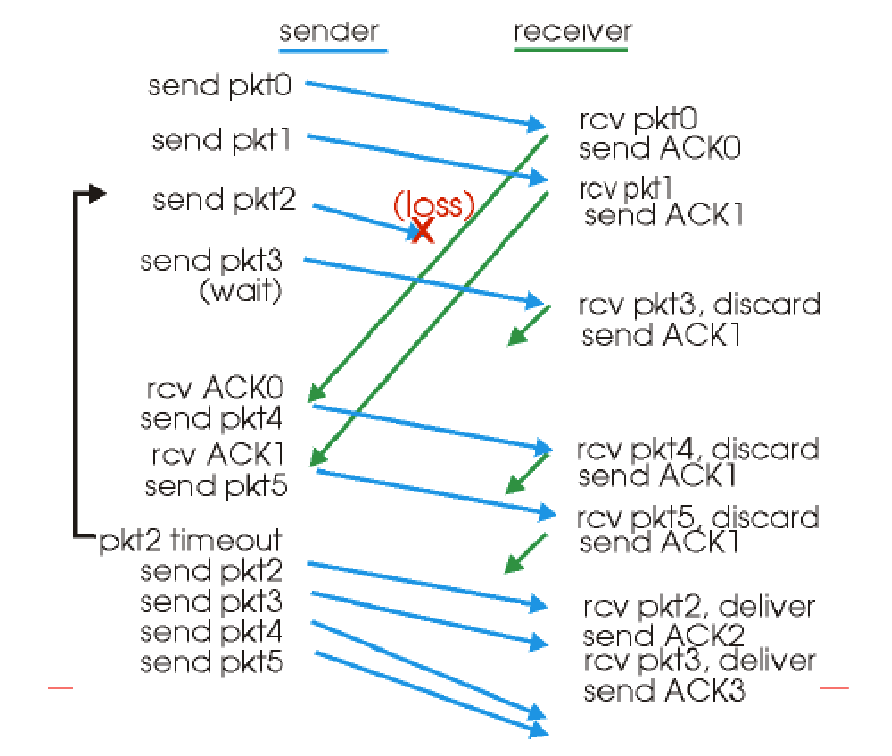 sender
receiver
send pkt0
send pkt1
send pkt2
(loss)
X
send pkt3
(wait)
rcv ACK0
send pkt4
rcv ACK1
send pkt5
pkt2 timeout
send pkt2
send pkt3
send pkt4
send pkt5
rcv pkt0
send ACK0
rcv pkt1
send ACK1
rcv pkt3, discard
send ACK1
rcv pkt4, discard
send ACK1
rcv pkt5, discard
send ACK1
rcv pkt2, deliver
send ACK2
rcv pkt3, deliver
send ACK3